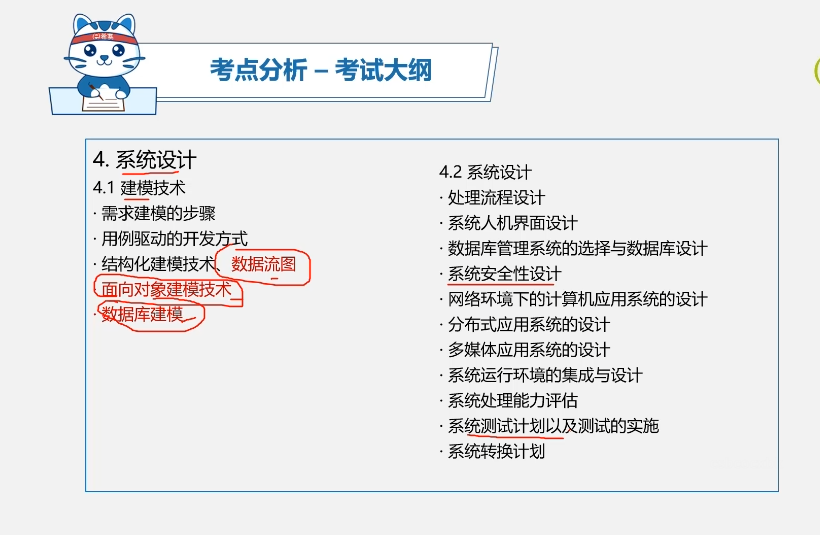 考点分析 – 考试大纲
4. 系统设计
4.1 建模技术
· 需求建模的步骤
· 用例驱动的开发方式
· 结构化建模技术、数据流图
面向对象建模技术
· 数据库建模
4.2 系统设计
· 处理流程设计
· 系统人机界面设计
· 数据库管理系统的选择与数据库设计
· 系统安全性设计
· 网络环境下的计算机应用系统的设计
· 分布式应用系统的设计
· 多媒体应用系统的设计
· 系统运行环境的集成与设计
· 系统处理能力评估
· 系统测试计划以及测试的实施
· 系统转换计划